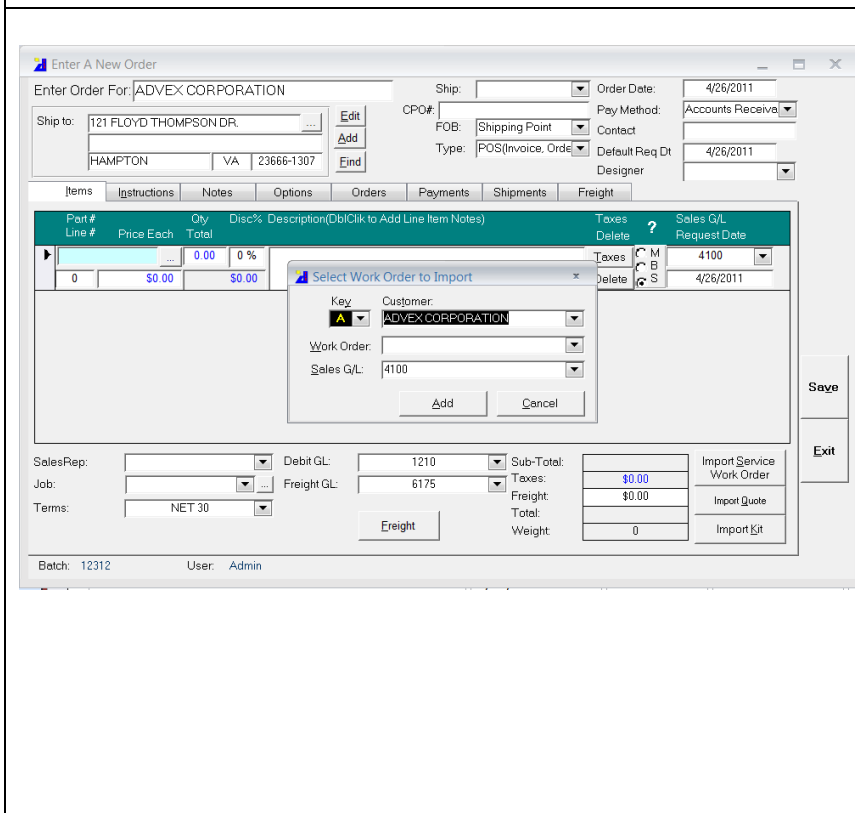 Enter A New Order
Enter Order For: ADVEX CORPORATION
Ship:
Order Date: 4/26/2011
CPO#:
Pay Method: Accounts Receiva
Ship to: 121 FLOYD THOMPSON DR. ...
Edit
FOB: Shipping Point
Contact
Add
Type: POS(Invoice, Orde
Default Req Dt 4/26/2011
HAMPTON VA 23666-1307
Find
Designer
Items Instructions Notes Options Orders Payments Shipments Freight
Part # Qty Disc% Description(DblClik to Add Line Item Notes) Taxes ? Sales G/L
Line # Price Each Total Delete Request Date
... 0.00 0 % Taxes M 4100
B
0 $0.00 $0.00 Delete S 4/26/2011
Select Work Order to Import
Key Customer:
A ADVEX CORPORATION
Work Order:
Sales G/L: 4100
Add Cancel
Save
Exit
SalesRep:
Debit GL: 1210
Sub-Total:
Import Service
Work Order
Job: ...
Freight GL: 6175
Taxes: $0.00
Freight: $0.00
Import Quote
Terms: NET 30
Total:
Freight
Weight: 0
Import Kit
Batch: 12312 User: Admin